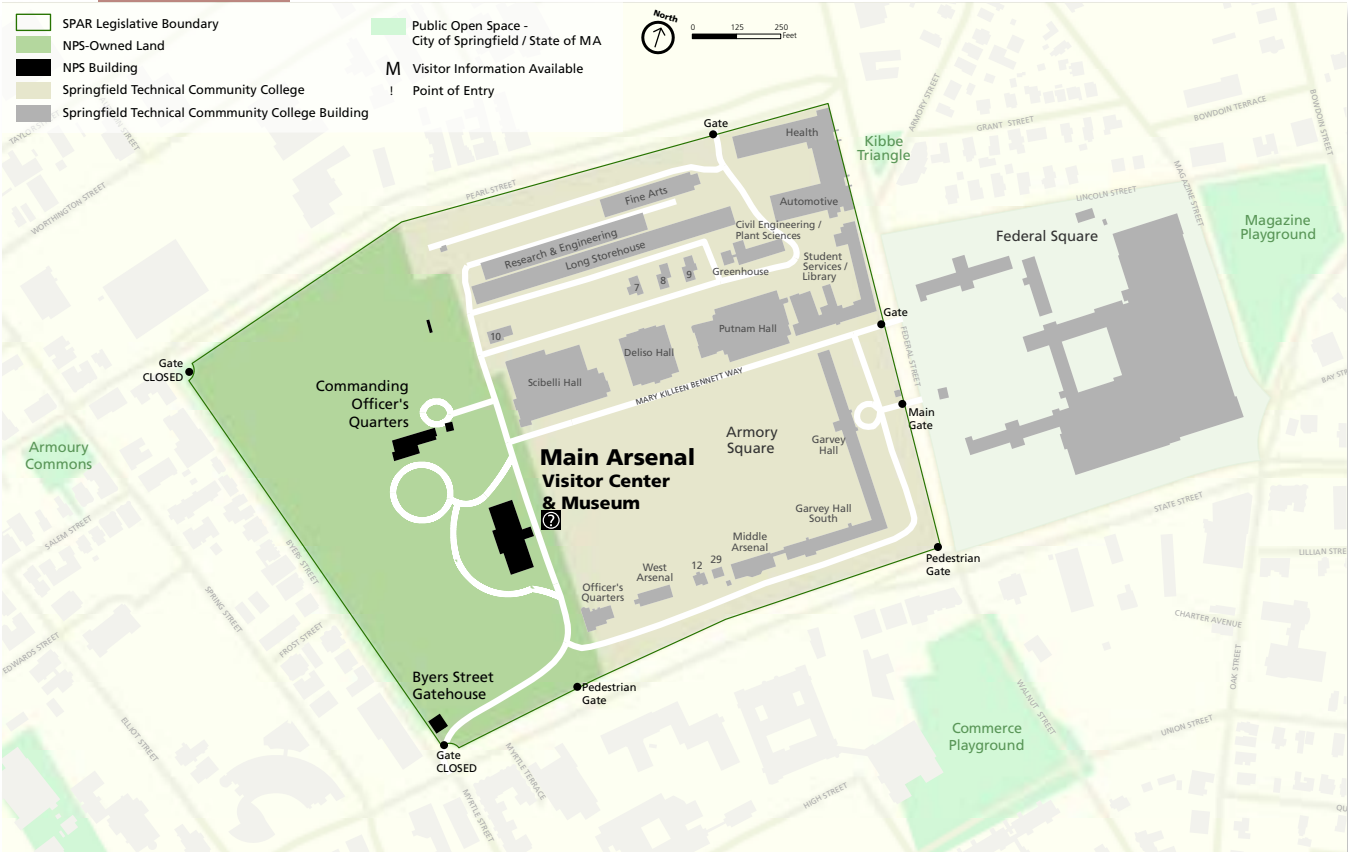 SPAR Legislative Boundary
NPS-Owned Land
NPS Building
Springfield Technical Community College
Springfield Technical Commmunity College Building
Public Open Space -
City of Springfield / State of MA
M Visitor Information Available
! Point of Entry
North
0 125 250
Feet
WORTHINGTON STREET
PEARL STREET
ARMORY STREET
GRANT STREET
BOWDOIN TERRACE
BOWDOIN STREET
MAGAZINE STREET
LINCOLN STREET
Kibbe
Triangle
Magazine
Playground
Federal Square
Gate
Health
Fine Arts
Automotive
Research & Engineering
Long Storehouse
Civil Engineering /
Plant Sciences
Greenhouse
Student
Services /
Library
7
8
9
10
Putnam Hall
Deliso Hall
Scibelli Hall
MARY KILLEEN BENNETT WAY
Gate
FEDERAL STREET
Main
Gate
Gate
CLOSED
Commanding
Officer's
Quarters
Armoury
Commons
Armory
Square
Garvey
Hall
Main Arsenal
Visitor Center
& Museum
?
Garvey Hall
South
Middle
Arsenal
12
29
West
Arsenal
Officer's
Quarters
Pedestrian
Gate
STATE STREET
LILLIAN STRE
CHARTER AVENUE
OAK STREET
UNION STREET
WALNUT STREET
Commerce
Playground
HIGH STREET
SALEM STREET
BYERS STREET
SPRING STREET
FROST STREET
EDWARDS STREET
ELLIOT STREET
Byers Street
Gatehouse
Pedestrian
Gate
Gate
CLOSED
MYRTLE TERRACE
MYRTLE STREET